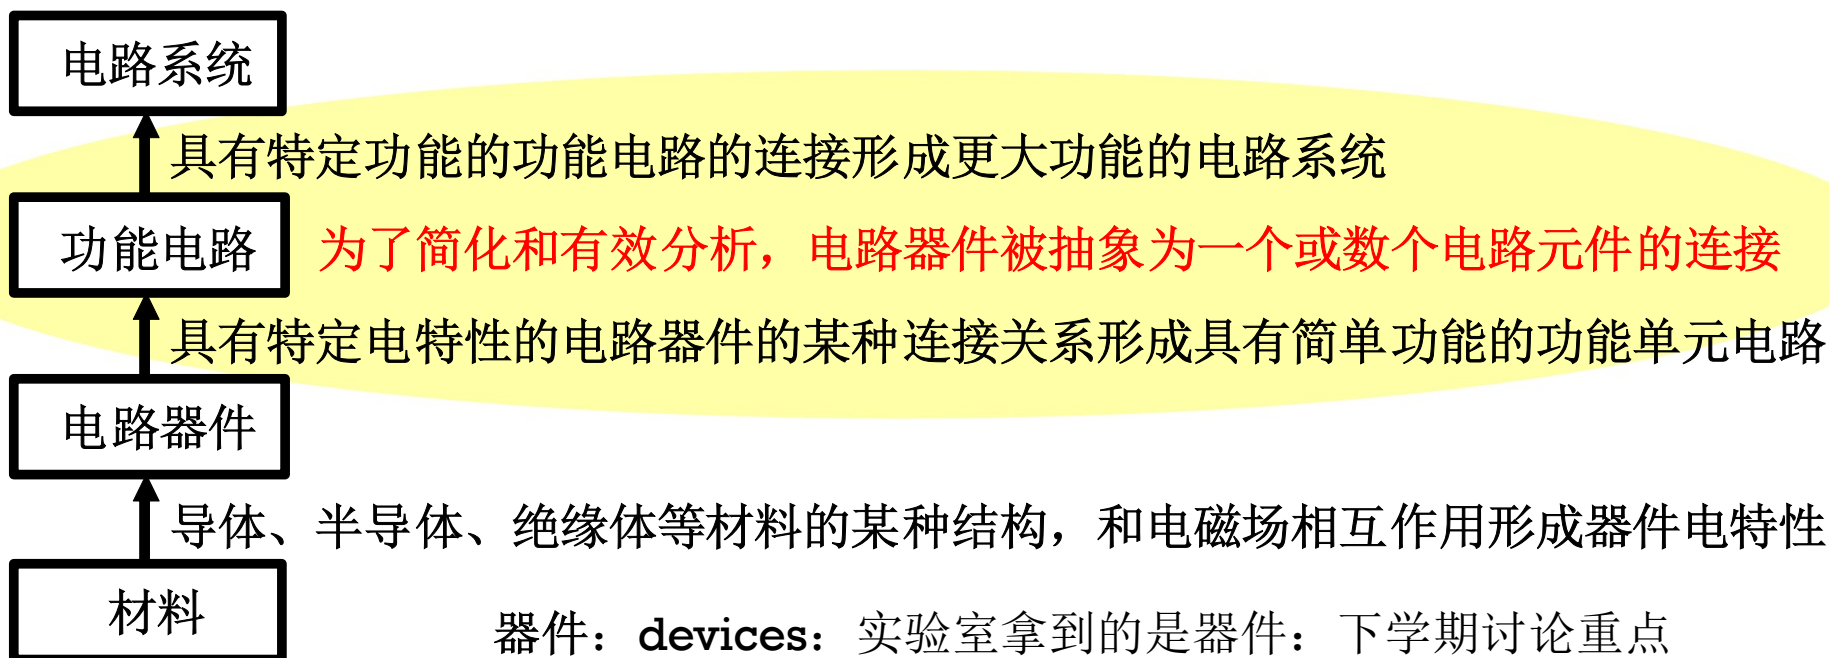 电路系统
具有特定功能的功能电路的连接形成更大功能的电路系统
功能电路
为了简化和有效分析，电路器件被抽象为一个或数个电路元件的连接
具有特定电特性的电路器件的某种连接关系形成具有简单功能的功能单元电路
电路器件
导体、半导体、绝缘体等材料的某种结构，和电磁场相互作用形成器件电特性
材料
器件：devices：实验室拿到的是器件：下学期讨论重点